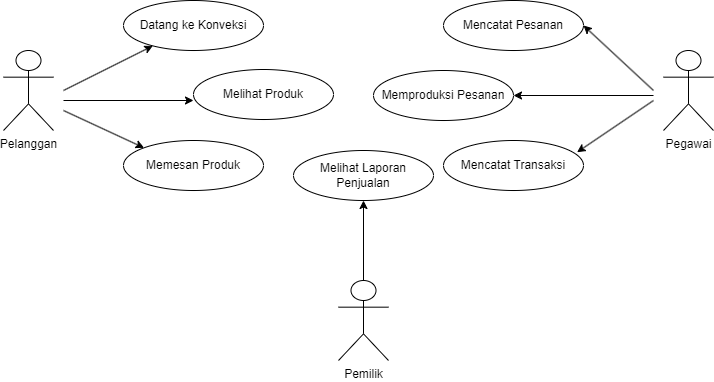 Datang ke Konveksi
Mencatat Pesanan
Melihat Produk
Memproduksi Pesanan
Pelanggan
Pegawai
Memesan Produk
Melihat Laporan
Penjualan
Mencatat Transaksi
Pemilik